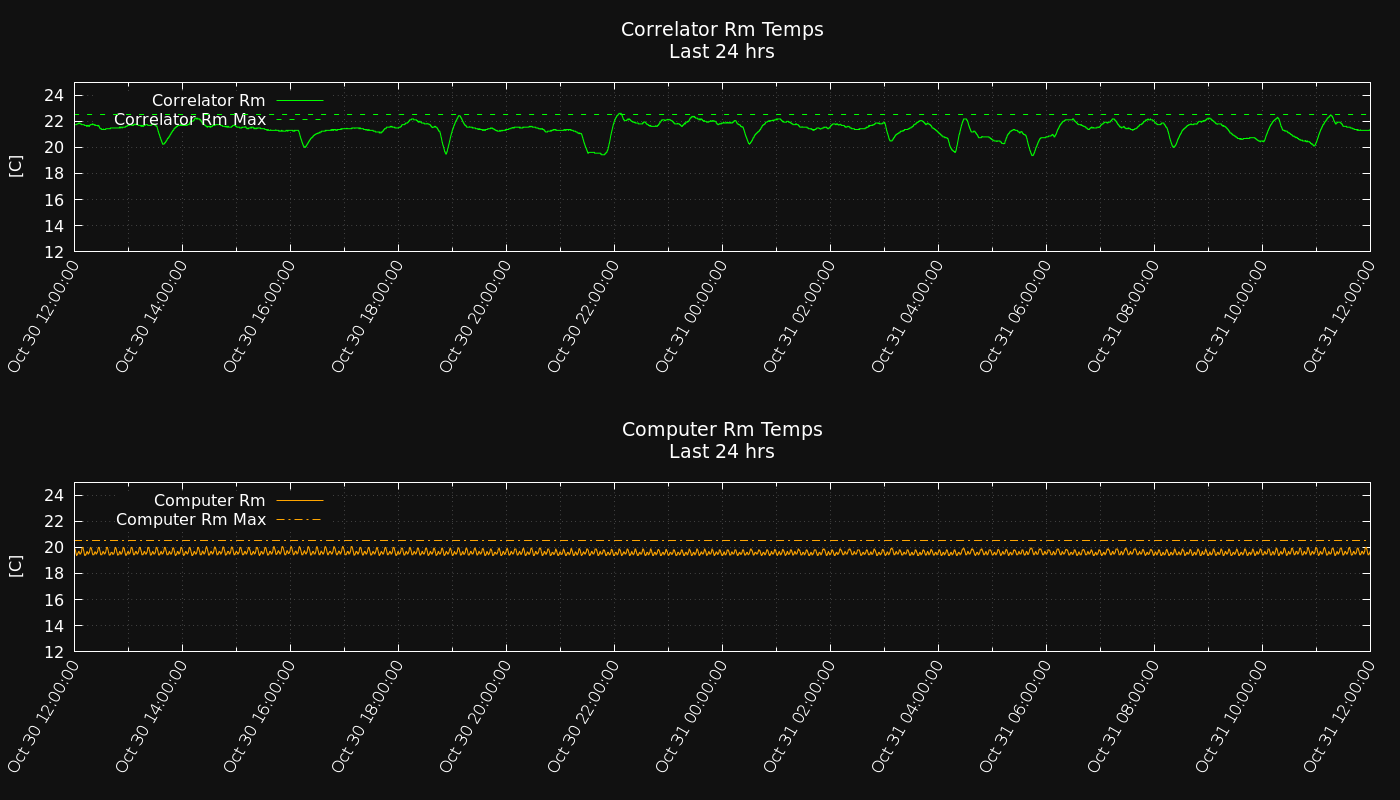 Correlator Rm Temps
Last 24 hrs
24
22
20
18
16
14
12
[C]
Correlator Rm
Correlator Rm Max
Oct 30 12:00:00
Oct 30 14:00:00
Oct 30 16:00:00
Oct 30 18:00:00
Oct 30 20:00:00
Oct 30 22:00:00
Oct 31 00:00:00
Oct 31 02:00:00
Oct 31 04:00:00
Oct 31 06:00:00
Oct 31 08:00:00
Oct 31 10:00:00
Oct 31 12:00:00
Computer Rm Temps
Last 24 hrs
24
22
20
18
16
14
12
[C]
Computer Rm
Computer Rm Max
Oct 30 12:00:00
Oct 30 14:00:00
Oct 30 16:00:00
Oct 30 18:00:00
Oct 30 20:00:00
Oct 30 22:00:00
Oct 31 00:00:00
Oct 31 02:00:00
Oct 31 04:00:00
Oct 31 06:00:00
Oct 31 08:00:00
Oct 31 10:00:00
Oct 31 12:00:00